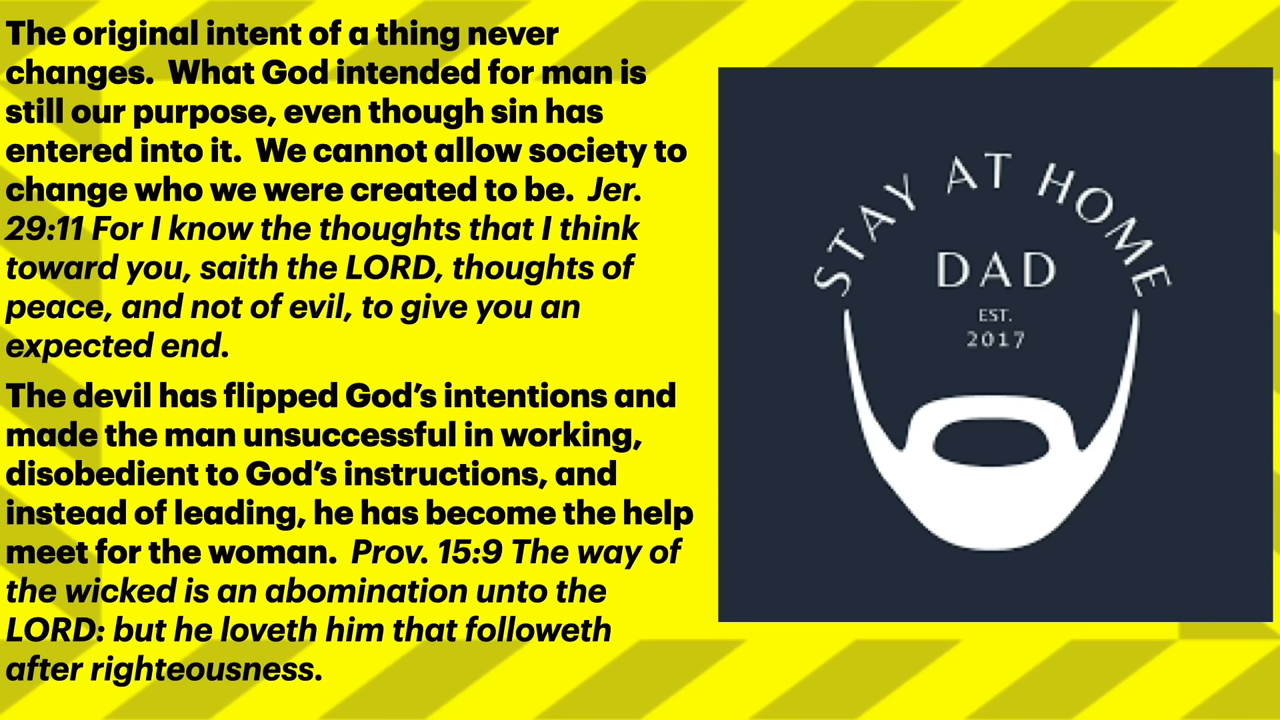 The original intent of a thing never
changes.  What God intended for man is
still our purpose, even though sin has
entered into it.  We cannot allow society to
change who we were created to be.  Jer.
29:11 For I know the thoughts that I think
toward you, saith the LORD, thoughts of
peace, and not of evil, to give you an
expected end.
The devil has flipped God’s intentions and
made the man unsuccessful in working,
disobedient to God’s instructions, and
instead of leading, he has become the help
meet for the woman.  Prov. 15:9 The way of
the wicked is an abomination unto the
LORD: but he loveth him that followeth
after righteousness.
STAY AT HOME
DAD
EST.
2017